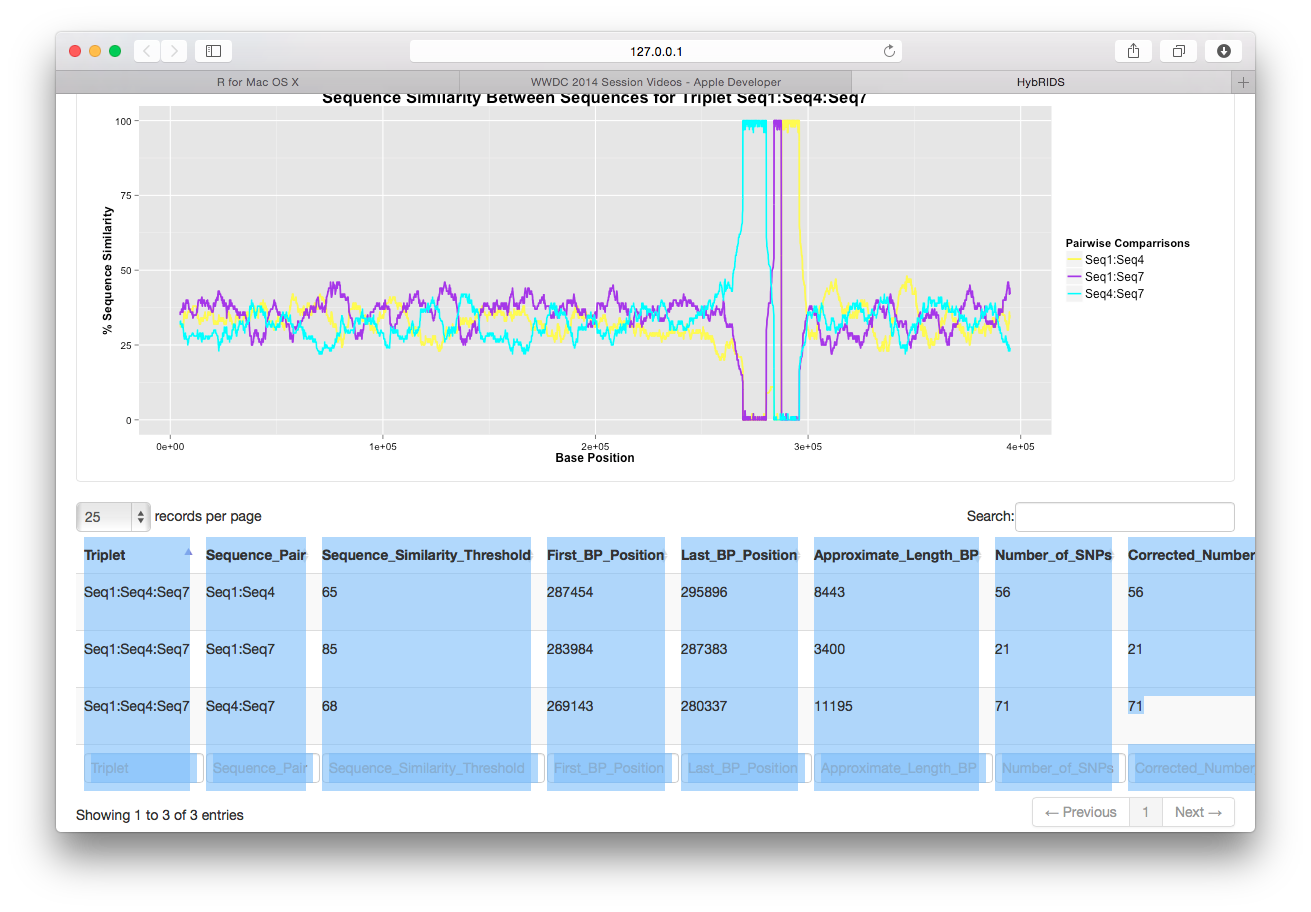 127.0.0.1
R for Mac OS X WWDC 2014 Session Videos - Apple Developer HybRIDS
Sequence Similarity Between Sequences for Triplet Seq1:Seq4:Seq7
100
75
50
25
0
% Sequence Similarity
0e+00 1e+05 2e+05 3e+05 4e+05
Base Position
Pairwise Comparrisons
Seq1:Seq4
Seq1:Seq7
Seq4:Seq7
25 records per page Search:
Triplet Sequence_Pair Sequence_Similarity_Threshold First_BP_Position Last_BP_Position Approximate_Length_BP Number_of_SNPs Corrected_Number
Seq1:Seq4:Seq7 Seq1:Seq4 65 287454 295896 8443 56 56
Seq1:Seq4:Seq7 Seq1:Seq7 85 283984 287383 3400 21 21
Seq1:Seq4:Seq7 Seq4:Seq7 68 269143 280337 11195 71 71
Triplet Sequence_Pair Sequence_Similarity_Threshold First_BP_Position Last_BP_Position Approximate_Length_BP Number_of_SNPs Corrected_Number
Showing 1 to 3 of 3 entries ← Previous 1 Next →